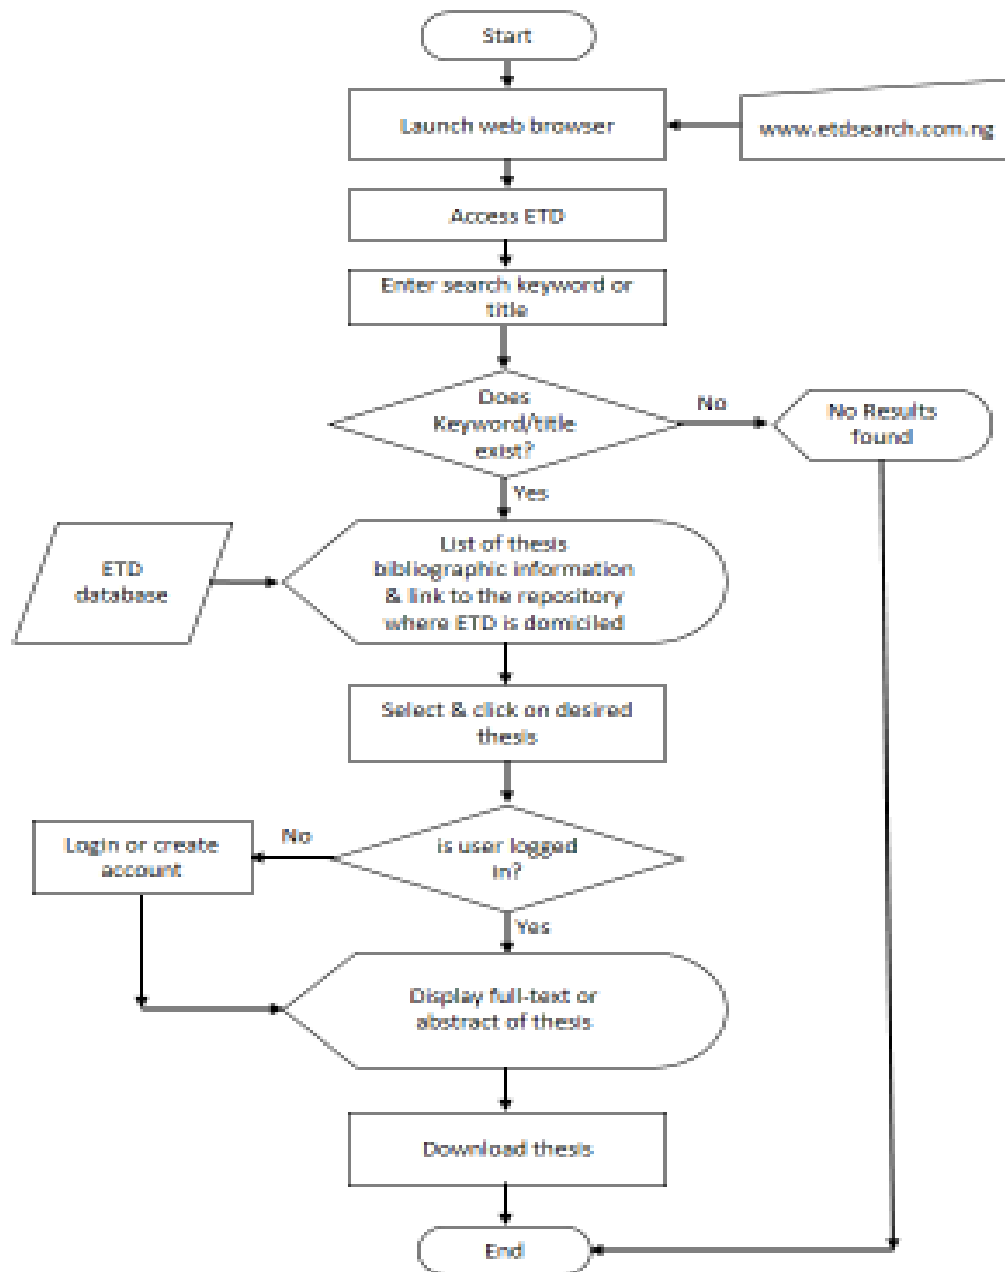 Start
Launch web browser
www.etdsearch.com.ng
Access ETD
Enter search keyword or
title
Does
Keyword/title
exist?
No
No Results
found
Yes
ETD
database
List of thesis
bibliographic information
& link to the repository
where ETD is domiciled
Select & click on desired
thesis
Login or create
account
No
is user logged
in?
Yes
Display full-text or
abstract of thesis
Download thesis
End